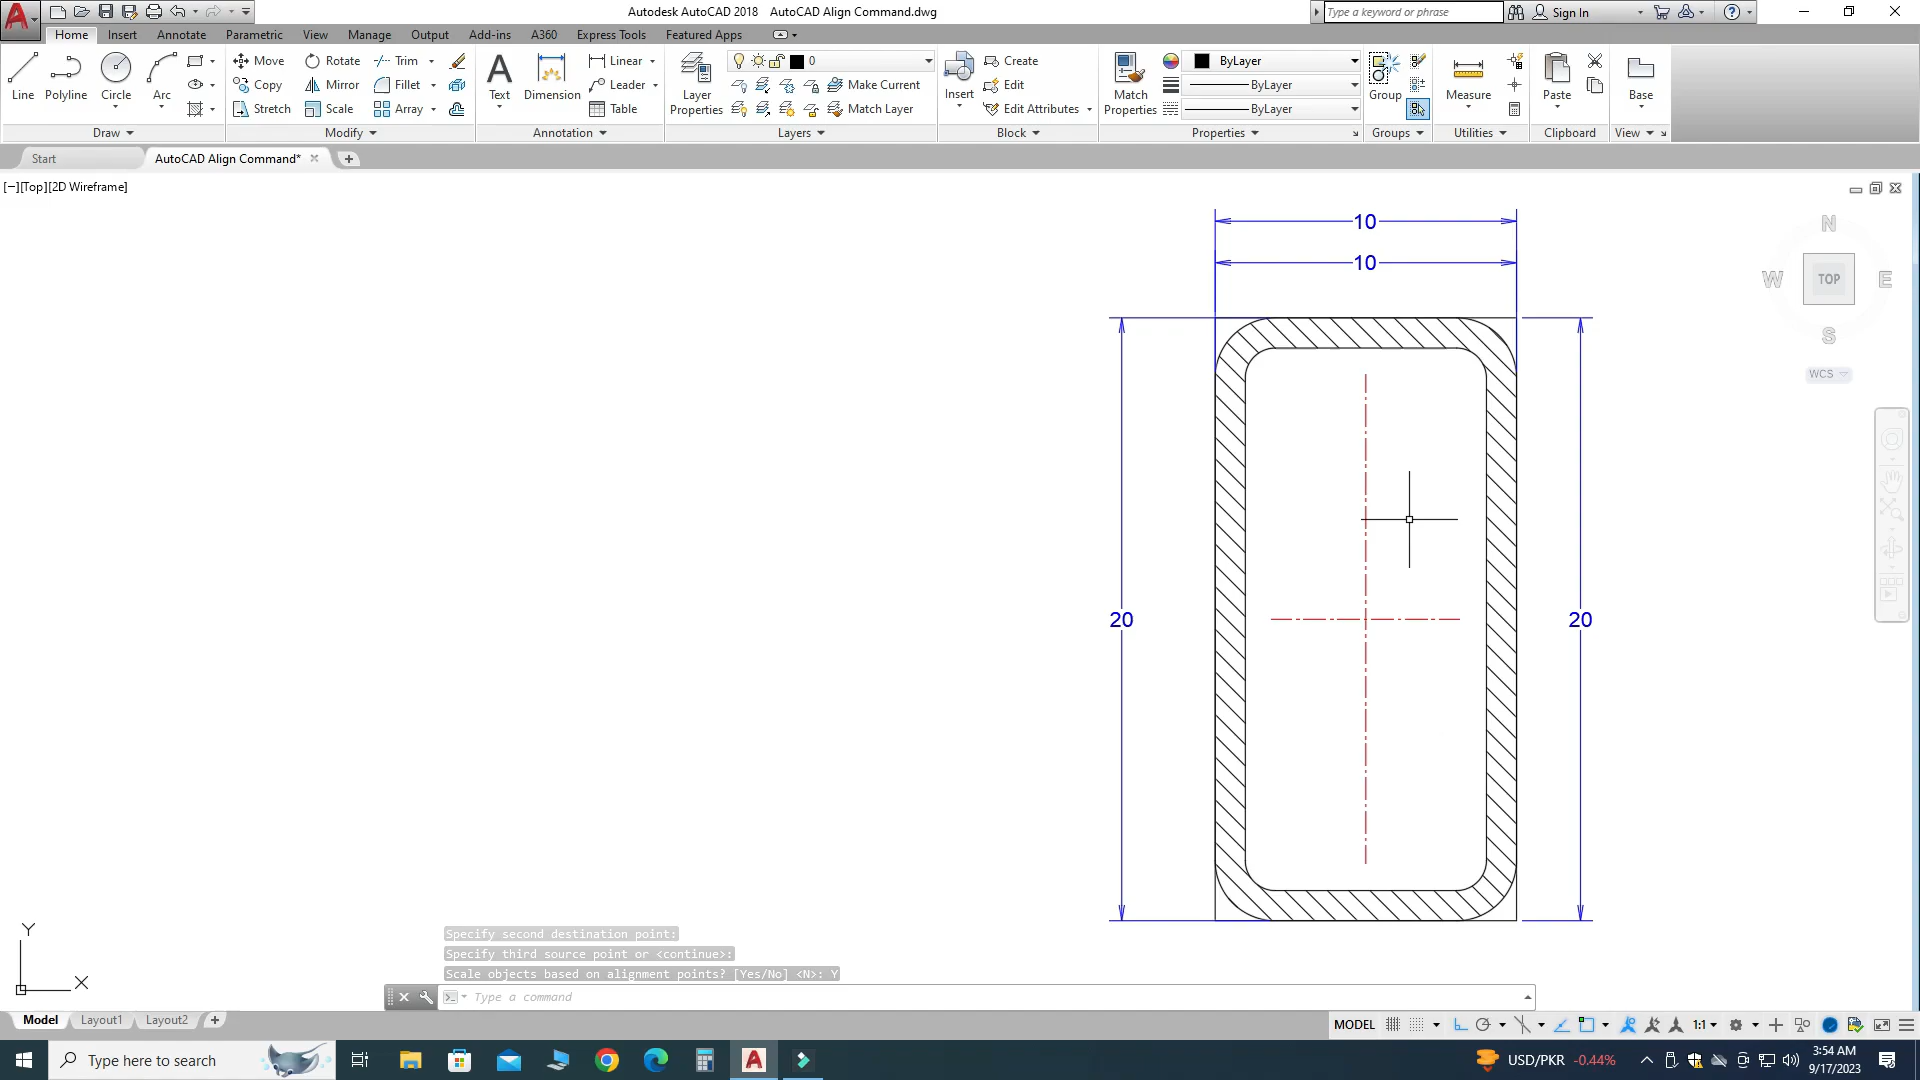 Autodesk AutoCAD 2018 AutoCAD Align Command.dwg
Type a keyword or phrase
Sign In
Home Insert Annotate Parametric View Manage Output Add-ins A360 Express Tools Featured Apps
Line Polyline Circle Arc
Draw
Move Rotate Trim
Copy Mirror Fillet
Stretch Scale Array
Modify
Text Dimension
Linear
Leader
Table
Annotation
Layer Properties
0
Make Current
Match Layer
Layers
Insert
Create
Edit
Edit Attributes
Block
Match Properties
ByLayer
ByLayer
ByLayer
Properties
Group
Groups
Measure
Utilities
Paste
Clipboard
Base
View
Start AutoCAD Align Command*
[−][Top][2D Wireframe]
10
10
20
20
N
W TOP E
S
WCS
Y
X
Specify second destination point:
Specify third source point or <continue>:
Scale objects based on alignment points? [Yes/No] <N>: Y
Type a command
Model Layout1 Layout2
MODEL 1:1
Type here to search
USD/PKR -0.44%
3:54 AM
9/17/2023